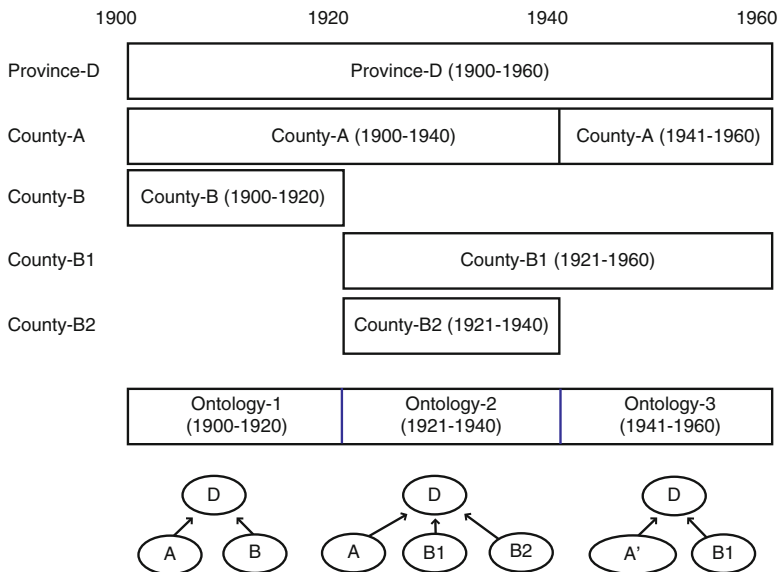 1900 1920 1940 1960
Province-D Province-D (1900-1960)
County-A County-A (1900-1940) County-A (1941-1960)
County-B County-B (1900-1920)
County-B1 County-B1 (1921-1960)
County-B2 County-B2 (1921-1940)
Ontology-1 Ontology-2 Ontology-3
(1900-1920) (1921-1940) (1941-1960)
D D D
A B A B1 B2 A' B1